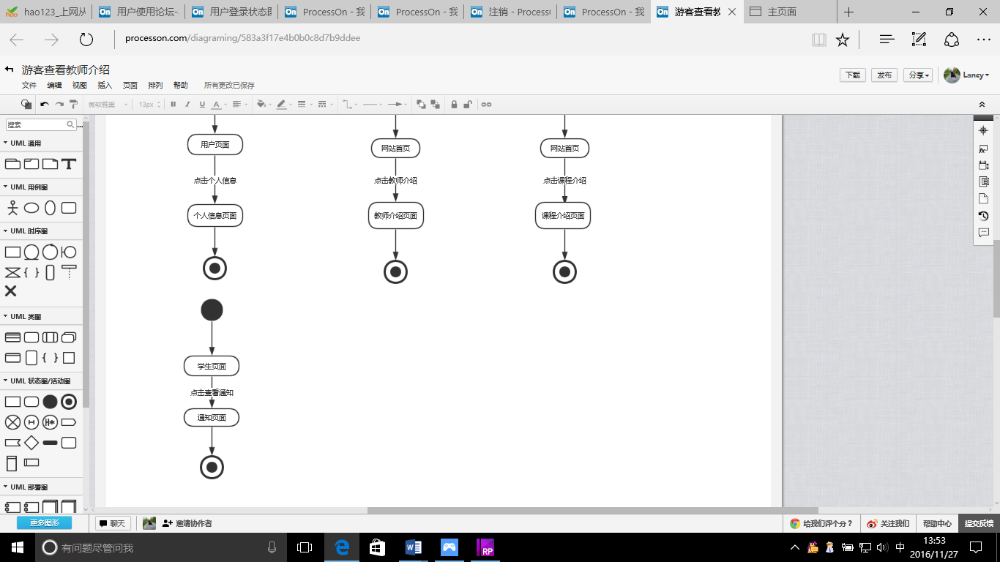 hao123_上网从
用户使用论坛-
用户登录状态图
ProcessOn - 我
ProcessOn - 我
注销 - ProcessO
ProcessOn - 我
游客查看教
主页面
processon.com/diagraming/583a3f17e4b0b0c8d7b9ddee
游客查看教师介绍
文件 编辑 视图 插入 页面 排列 帮助 所有更改已保存
下载 发布 分享 Lancy
微软雅黑 13px B I U A
搜索
UML 通用
UML 用例图
UML 时序图
UML 类图
UML 状态图/活动图
UML 部署图
更多图形
用户页面
点击个人信息
个人信息页面
网站首页
点击教师介绍
教师介绍页面
网站首页
点击课程介绍
课程介绍页面
学生页面
点击查看通知
通知页面
聊天 邀请协作者
给我们评个分？ 关注我们 帮助中心 提交反馈
有问题尽管问我
中
13:53
2016/11/27